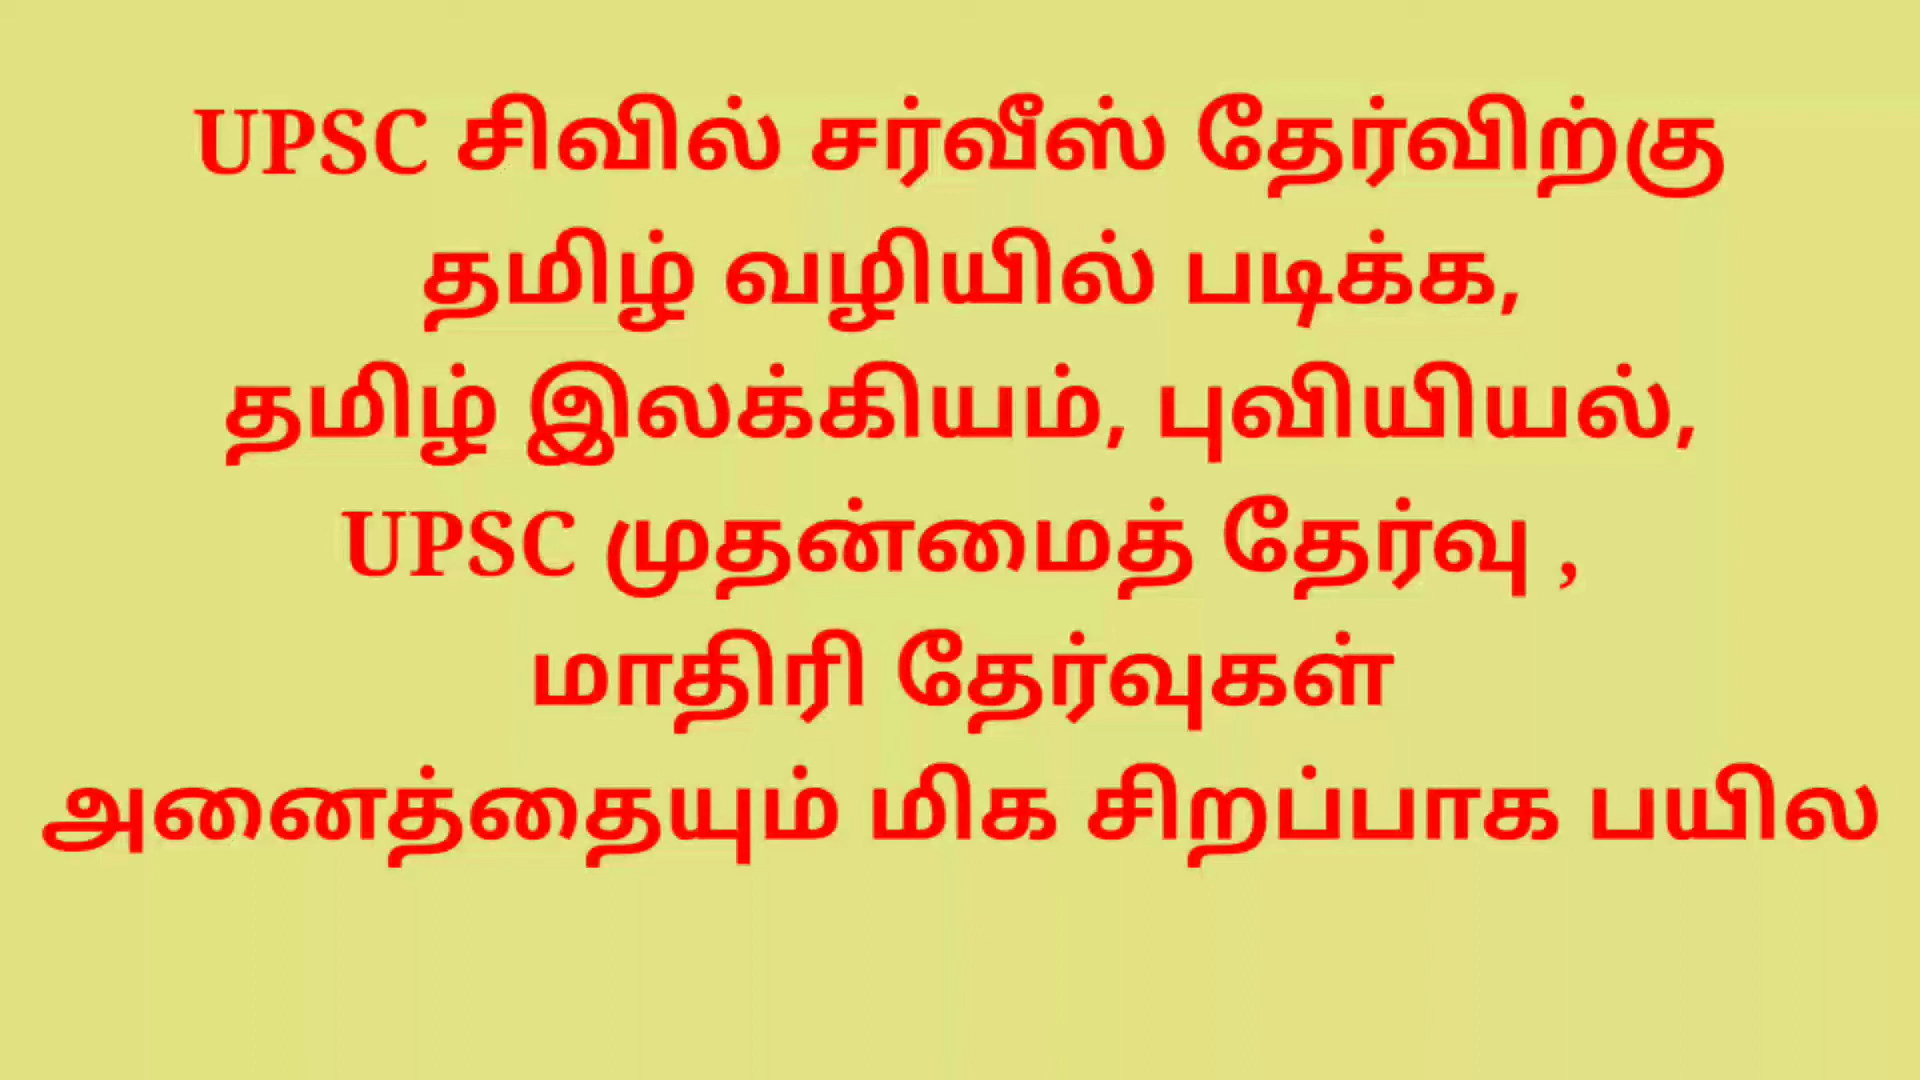 UPSC சிவில் சர்வீஸ் தேர்விற்கு
தமிழ் வழியில் படிக்க,
தமிழ் இலக்கியம், புவியியல்,
UPSC முதன்மைத் தேர்வு ,
மாதிரி தேர்வுகள்
அனைத்தையும் மிக சிறப்பாக பயில